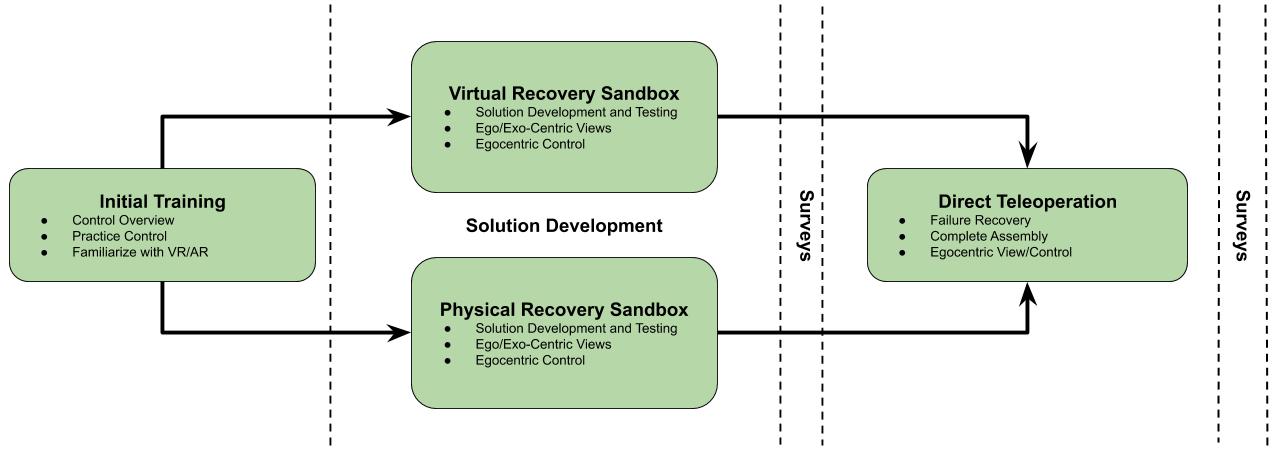 Initial Training
● Control Overview
● Practice Control
● Familiarize with VR/AR
Virtual Recovery Sandbox
● Solution Development and Testing
● Ego/Exo-Centric Views
● Egocentric Control
Solution Development
Physical Recovery Sandbox
● Solution Development and Testing
● Ego/Exo-Centric Views
● Egocentric Control
Surveys
Direct Teleoperation
● Failure Recovery
● Complete Assembly
● Egocentric View/Control
Surveys